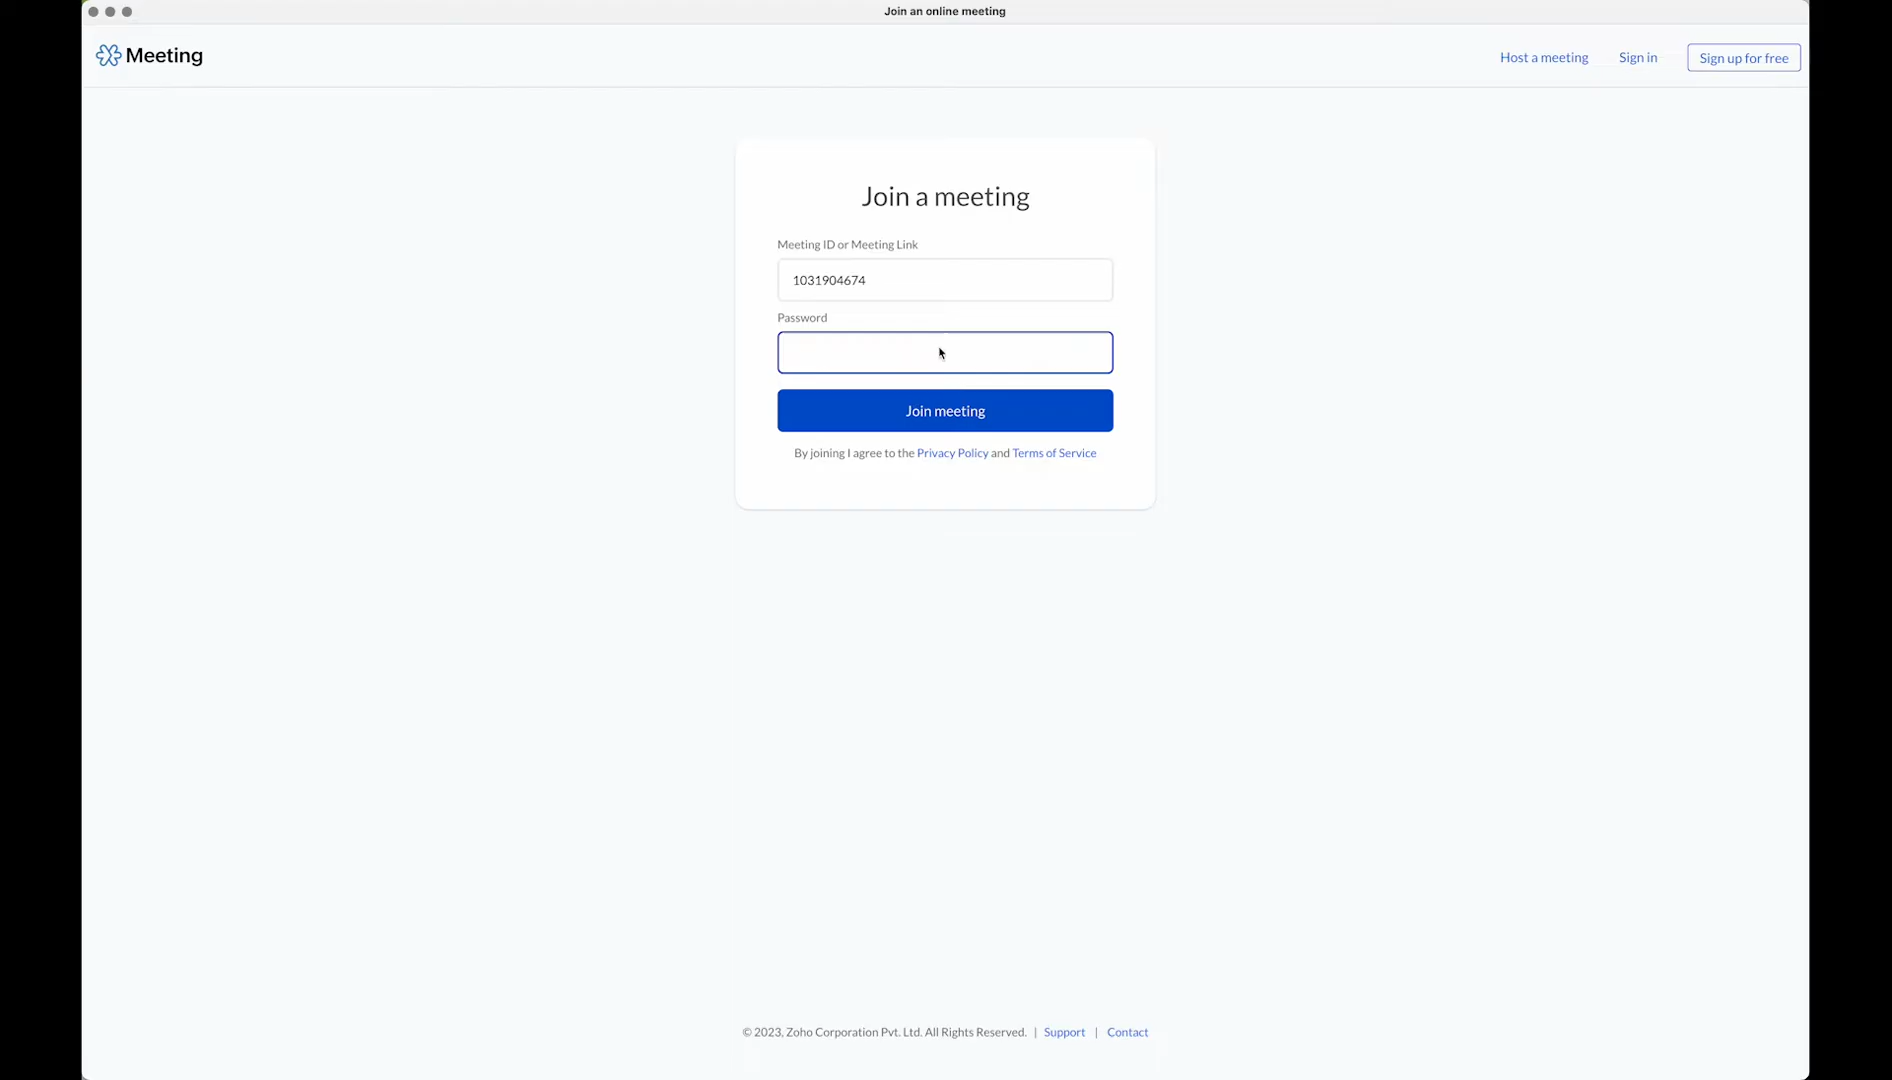 Join an online meeting
Meeting
Host a meeting
Sign in
Sign up for free
Join a meeting
Meeting ID or Meeting Link
1031904674
Password
Join meeting
By joining I agree to the Privacy Policy and Terms of Service
© 2023, Zoho Corporation Pvt. Ltd. All Rights Reserved. | Support | Contact